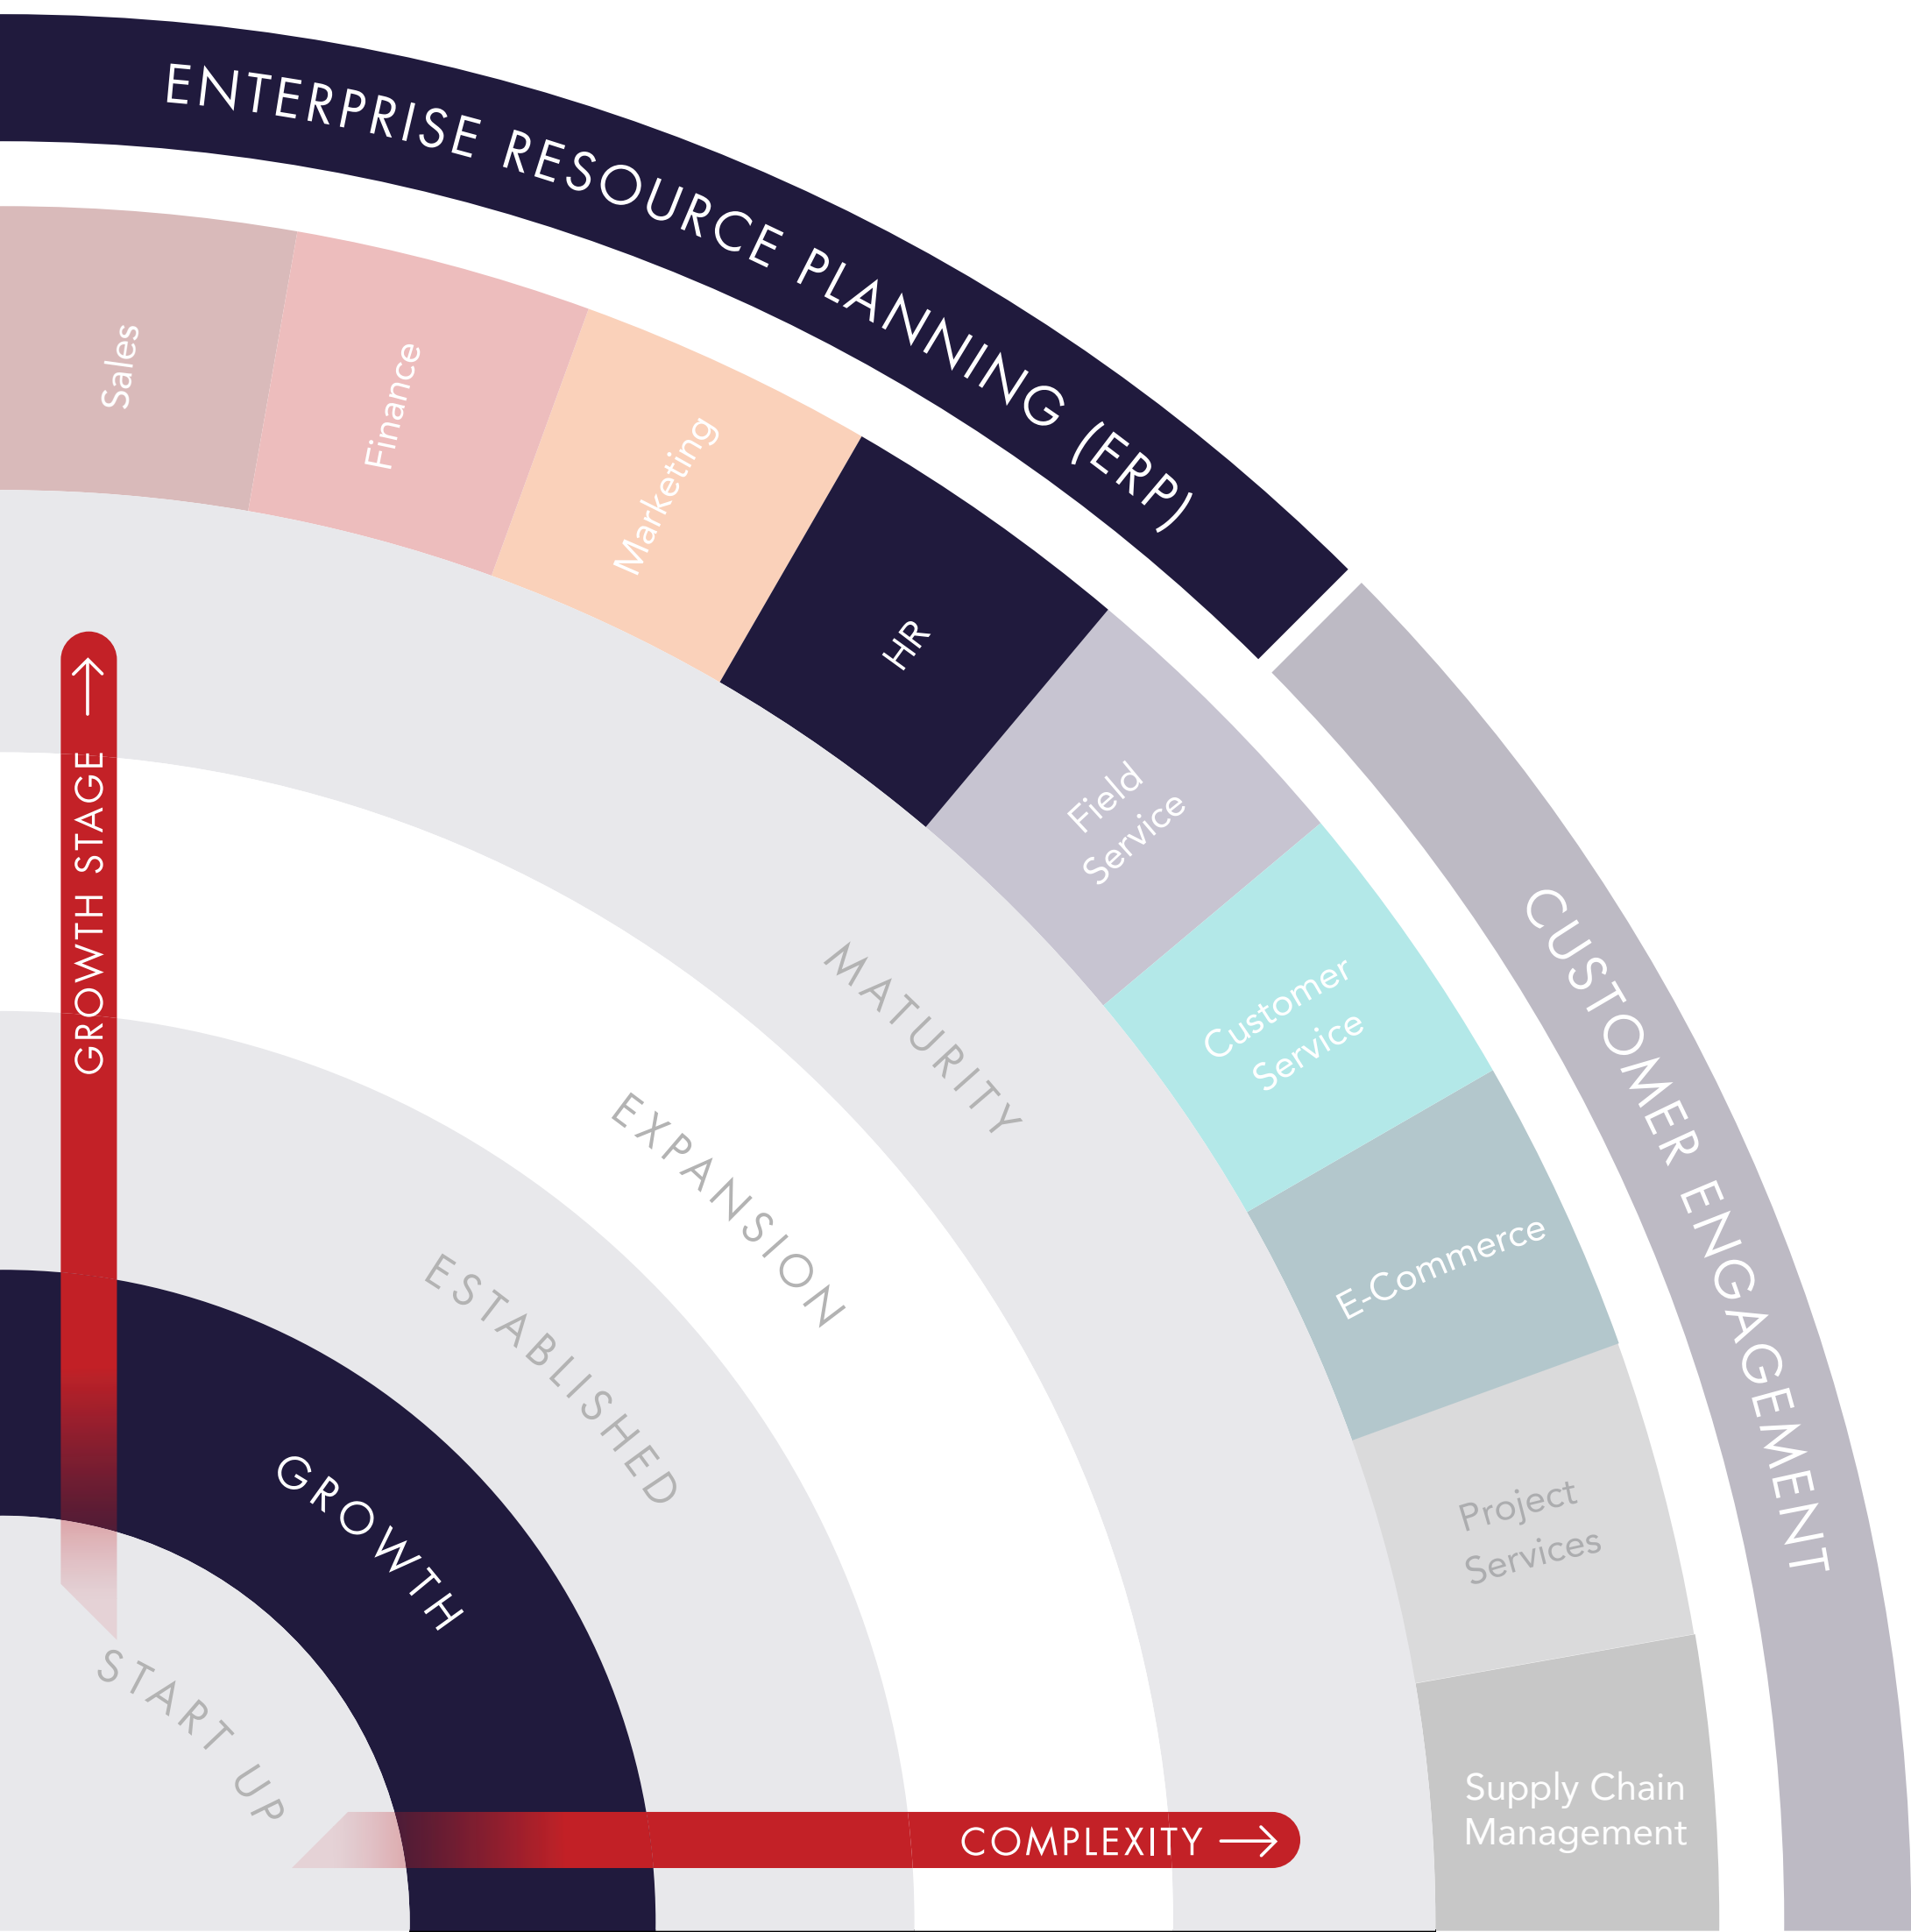 ENTERPRISE RESOURCE PLANNING (ERP)
CUSTOMER ENGAGEMENT
Sales
Finance
Marketing
HR
Field
Service
Customer
Service
E-Commerce
Project
Services
Supply Chain
Management
GROWTH STAGE
MATURITY
EXPANSION
ESTABLISHED
GROWTH
START UP
COMPLEXITY